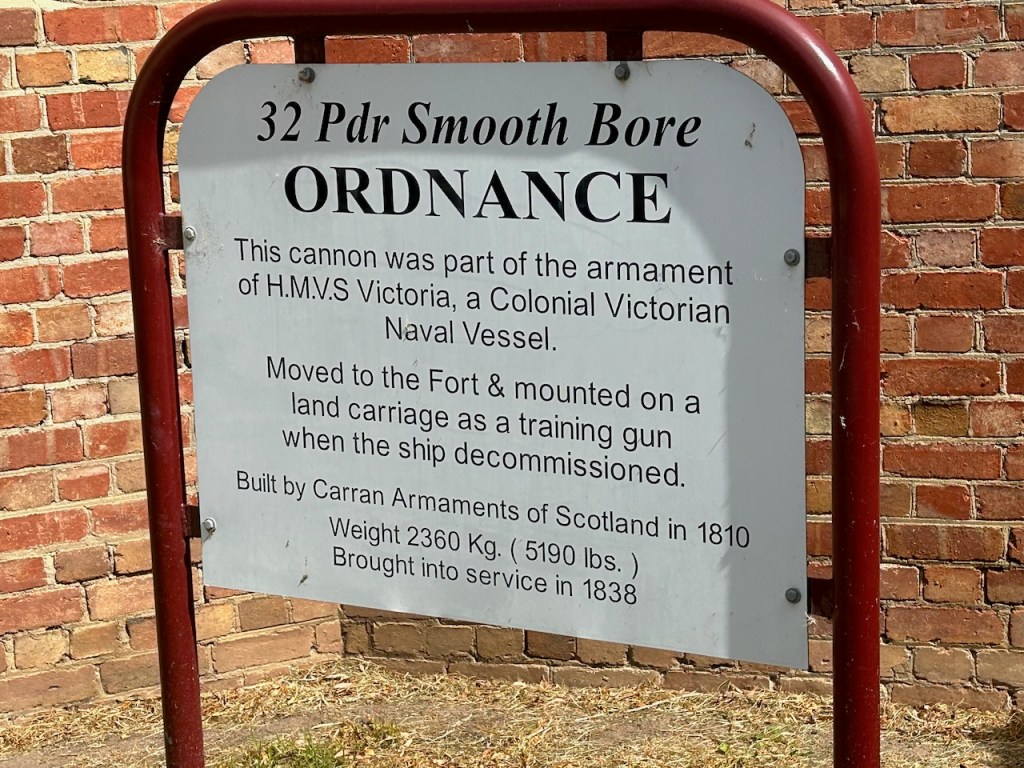 32 Pdr Smooth Bore
ORDNANCE
This cannon was part of the armament
of H.M.V.S Victoria, a Colonial Victorian
Naval Vessel.
Moved to the Fort & mounted on a
land carriage as a training gun
when the ship decommissioned.
Built by Carran Armaments of Scotland in 1810
Weight 2360 Kg. ( 5190 lbs. )
Brought into service in 1838